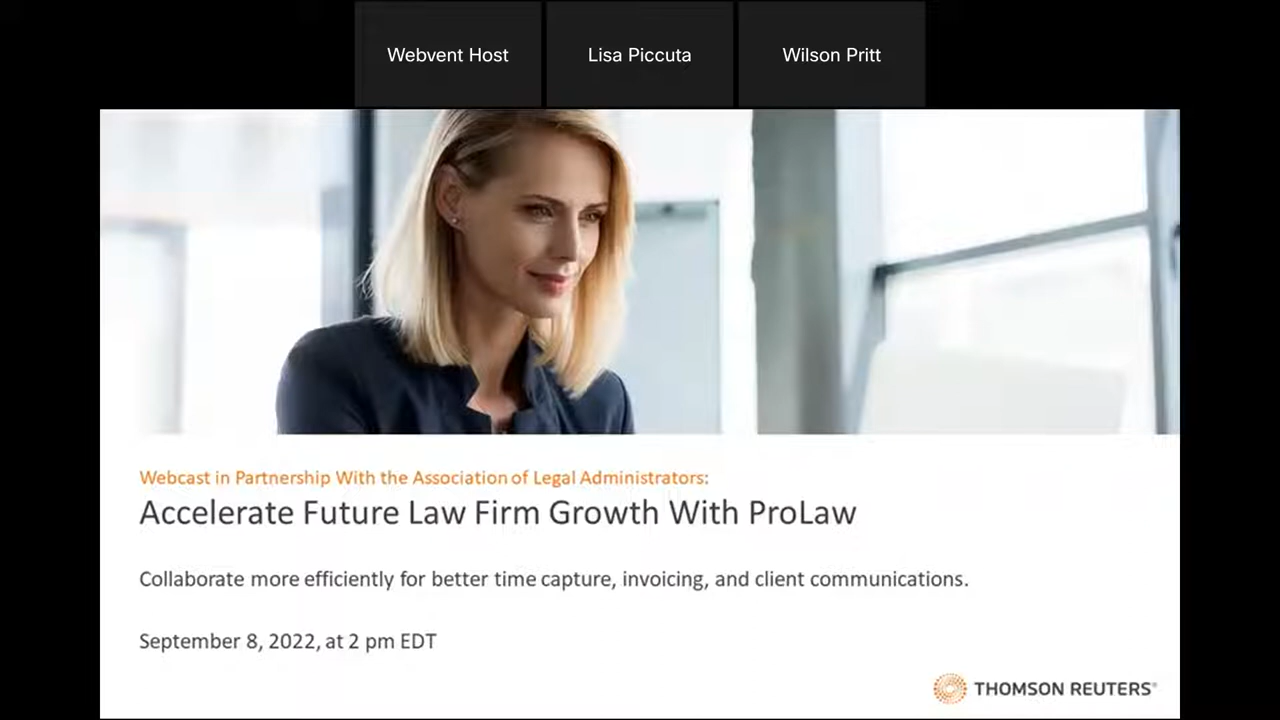 Webvent Host
Lisa Piccuta
Wilson Pritt
Webcast in Partnership With the Association of Legal Administrators:
Accelerate Future Law Firm Growth With ProLaw
Collaborate more efficiently for better time capture, invoicing, and client communications.
September 8, 2022, at 2 pm EDT
THOMSON REUTERS®